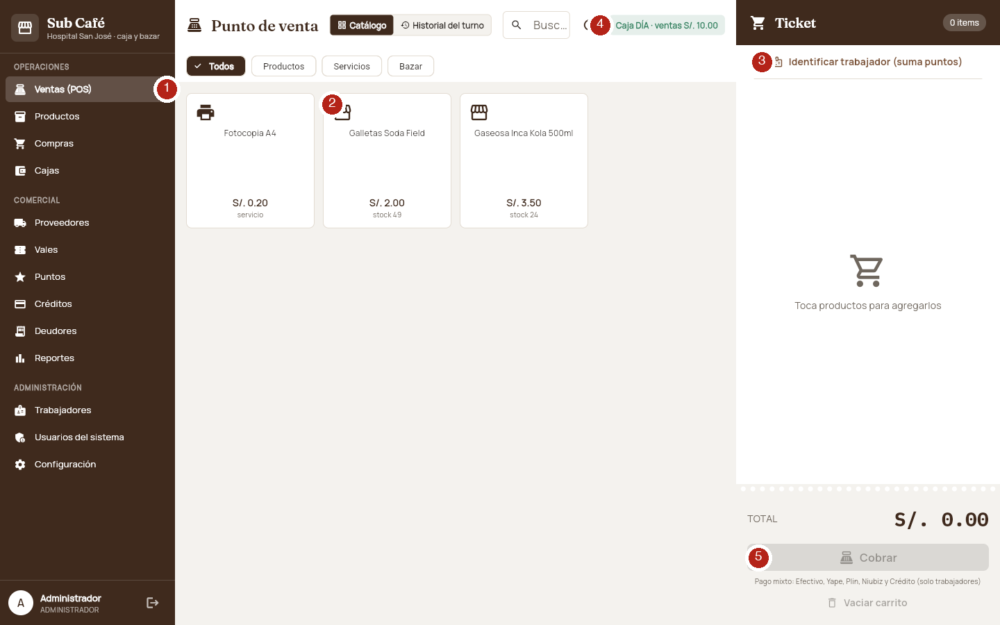 Sub Café
Hospital San José · caja y bazar
OPERACIONES
Ventas (POS)
1
Productos
Compras
Cajas
COMERCIAL
Proveedores
Vales
Puntos
Créditos
Deudores
Reportes
ADMINISTRACIÓN
Trabajadores
Usuarios del sistema
Configuración
A
Administrador
ADMINISTRADOR
Punto de venta
Catálogo
Historial del turno
Busc...
4
Caja DÍA · ventas S/. 10.00
Todos
Productos
Servicios
Bazar
Fotocopia A4
S/. 0.20
servicio
2
Galletas Soda Field
S/. 2.00
stock 49
Gaseosa Inca Kola 500ml
S/. 3.50
stock 24
Ticket
0 items
3
Identificar trabajador (suma puntos)
Toca productos para agregarlos
TOTAL
S/. 0.00
5
Cobrar
Pago mixto: Efectivo, Yape, Plin, Niubiz y Crédito (solo trabajadores)
Vaciar carrito